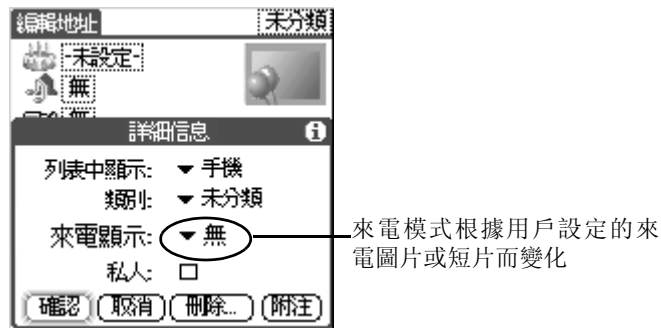 編輯地址 未分類
-未設定-
無
無
詳細信息
列表中顯示: 手機
類別: 未分類
來電顯示: 無
私人:
確認 取消 刪除... 附注
來電模式根據用戶設定的來
電圖片或短片而變化